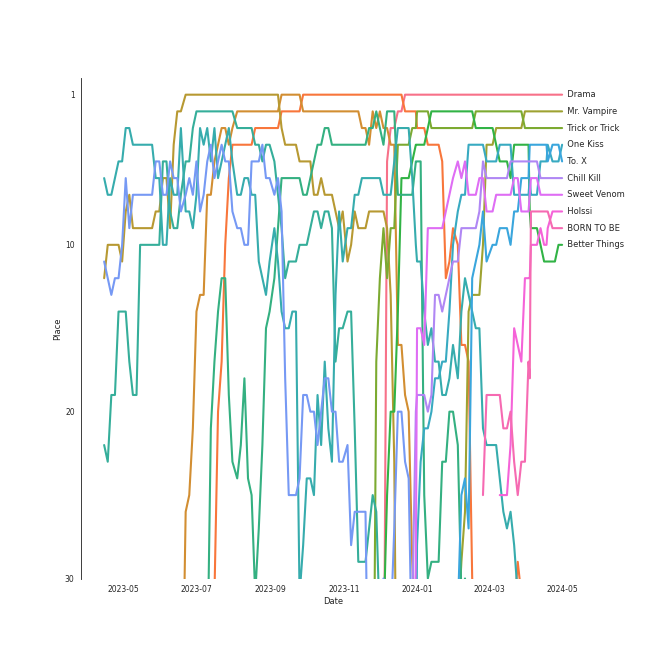 1
10
20
30
Place
2023-05
2023-07
2023-09
2023-11
2024-01
2024-03
2024-05
Date
Drama
Mr. Vampire
Trick or Trick
One Kiss
To. X
Chill Kill
Sweet Venom
Holssi
BORN TO BE
Better Things